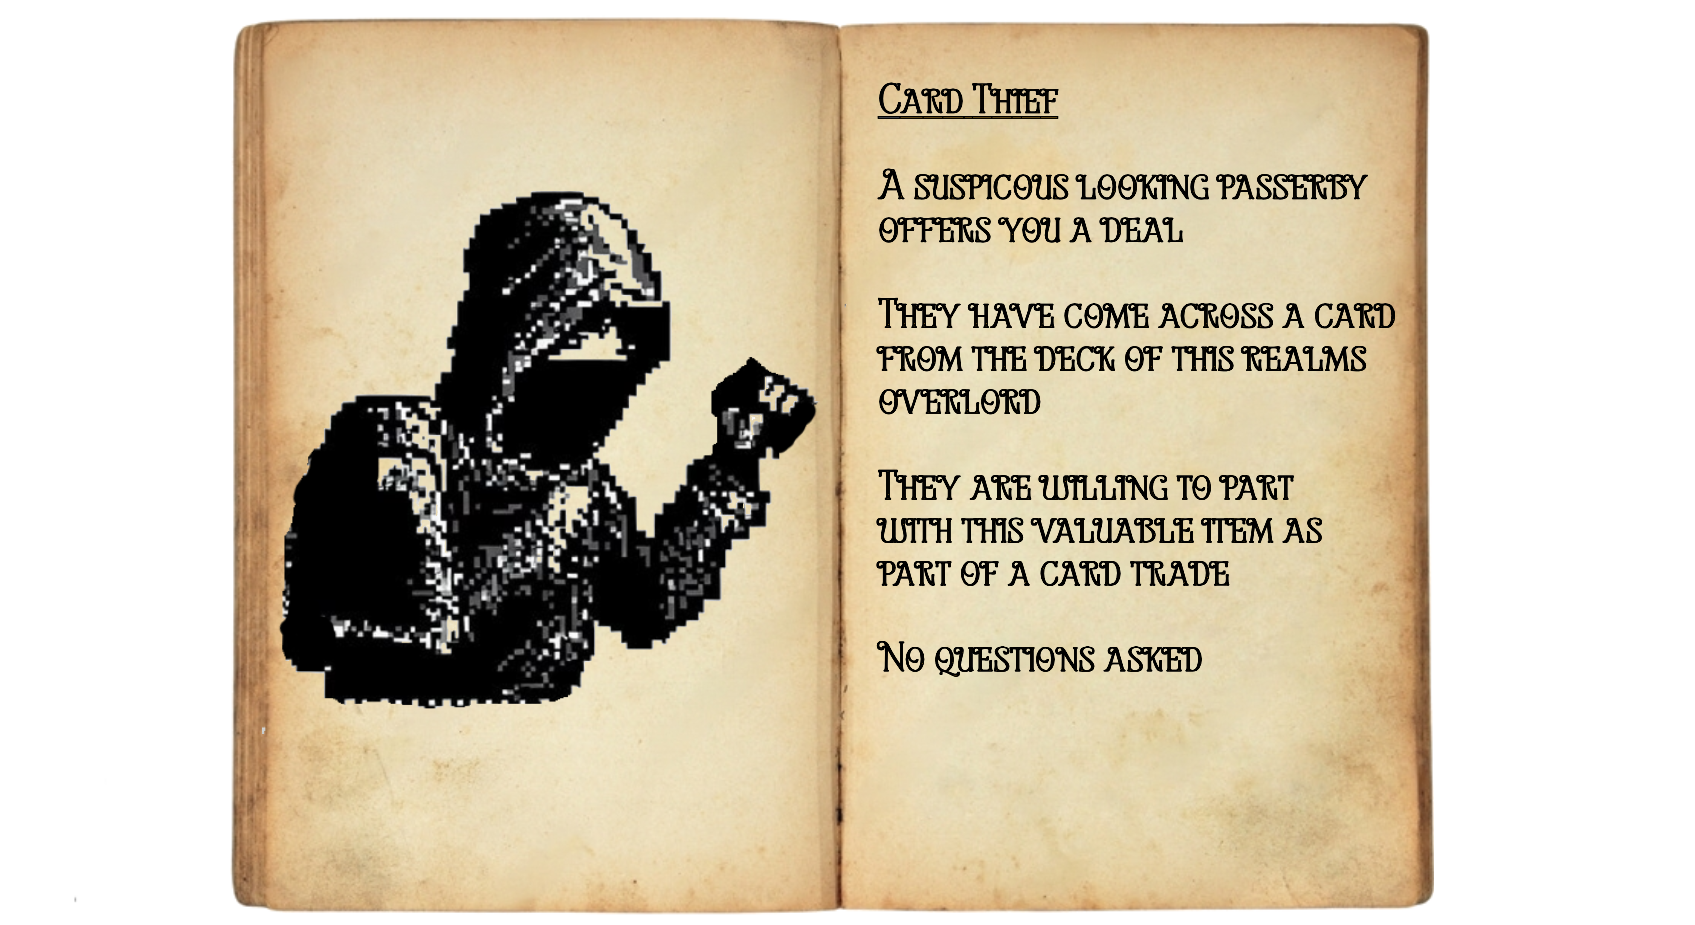 Card Thief
A suspicous looking passerby
offers you a deal
They have come across a card
from the deck of this realms
overlord
They are willing to part
with this valuable item as
part of a card trade
No questions asked